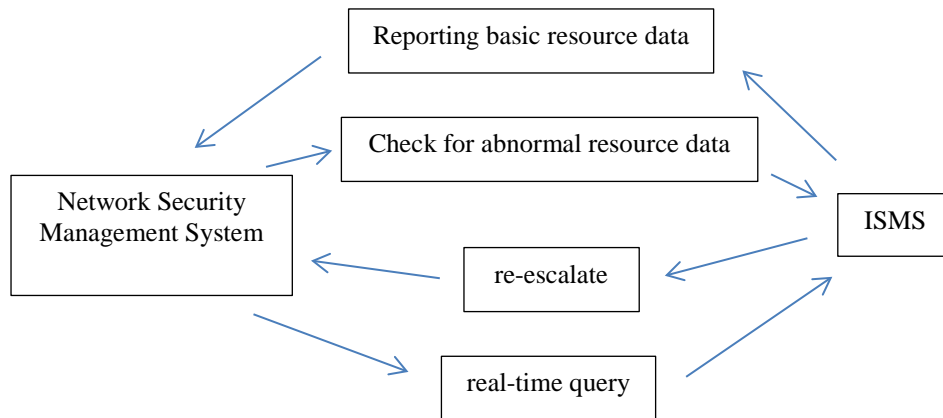 Reporting basic resource data
Check for abnormal resource data
Network Security
Management System
ISMS
re-escalate
real-time query